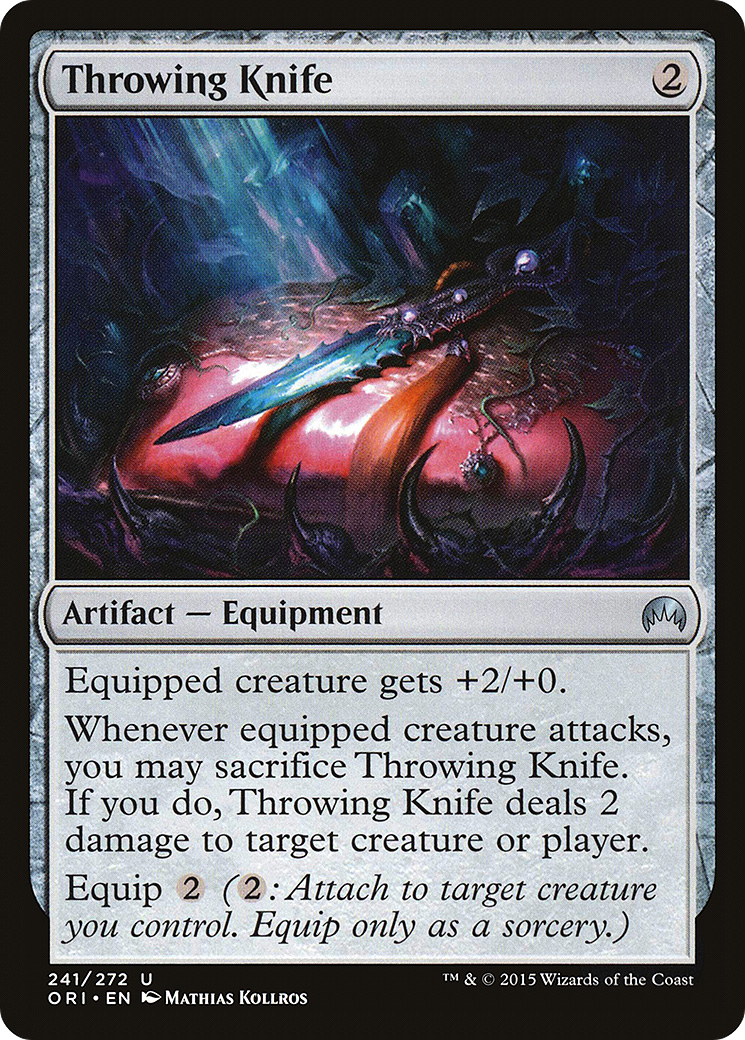 Throwing Knife 2
Artifact — Equipment
Equipped creature gets +2/+0.
Whenever equipped creature attacks,
you may sacrifice Throwing Knife.
If you do, Throwing Knife deals 2
damage to target creature or player.
Equip 2 (2: Attach to target creature
you control. Equip only as a sorcery.)
241/272 U
ORI • EN Mathias Kollros
™ & © 2015 Wizards of the Coast